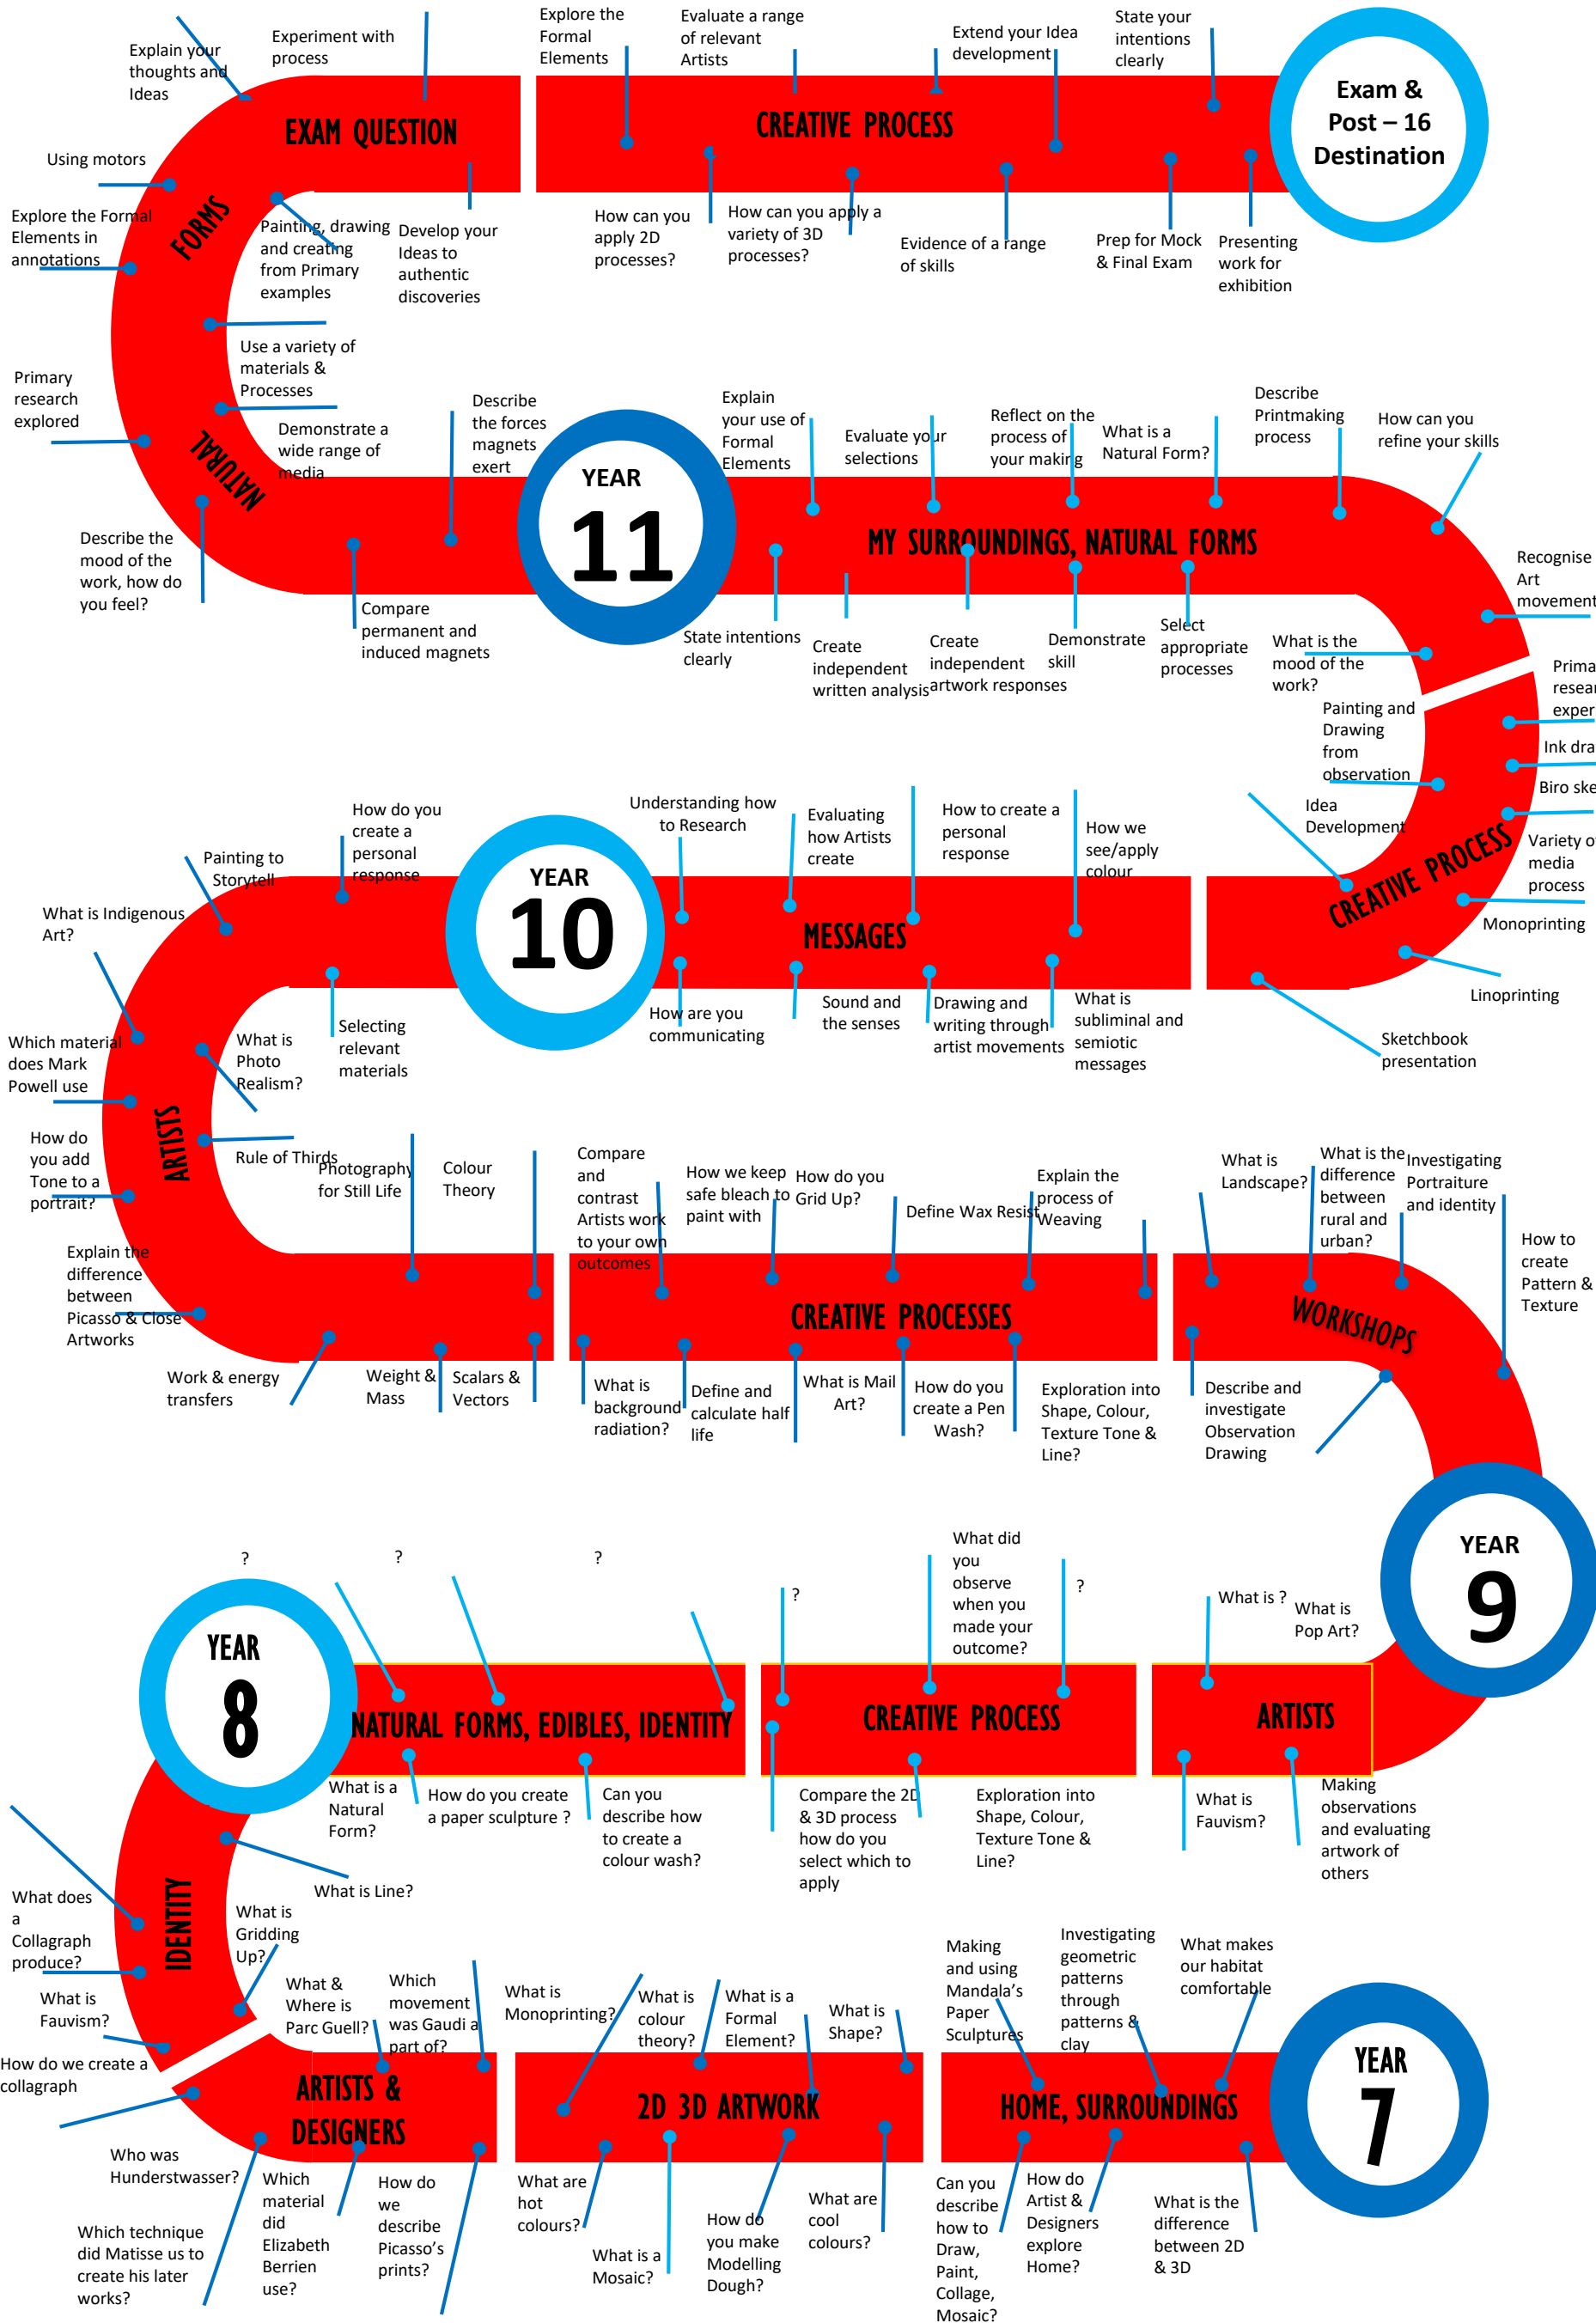 Explain your
thoughts and
Ideas
Experiment with
process
Explore the
Formal
Elements
Evaluate a range
of relevant
Artists
Extend your Idea
development
State your
intentions
clearly
Exam &
Post – 16
Destination
EXAM QUESTION
CREATIVE PROCESS
Using motors
FORMS
Explore the Formal
Elements in
annotations
Painting, drawing
and creating
from Primary
examples
Develop your
Ideas to
authentic
discoveries
How can you
apply 2D
processes?
How can you apply a
variety of 3D
processes?
Evidence of a range
of skills
Prep for Mock
& Final Exam
Presenting
work for
exhibition
Use a variety of
materials &
Processes
Primary
research
explored
NATURAL
Demonstrate a
wide range of
media
Describe
the forces
magnets
exert
Describe the
mood of the
work, how do
you feel?
Compare
permanent and
induced magnets
YEAR
11
Explain
your use of
Formal
Elements
Evaluate your
selections
Reflect on the
process of
your making
What is a
Natural Form?
Describe
Printmaking
process
How can you
refine your skills
MY SURROUNDINGS, NATURAL FORMS
Recognise
Art
movement
State intentions
clearly
Create
independent
written analysis
Create
independent
artwork responses
Demonstrate
skill
Select
appropriate
processes
What is the
mood of the
work?
Prima
resear
exper
Painting and
Drawing
from
observation
Ink dra
Biro ske
Idea
Development
CREATIVE PROCESS
Variety of
media
process
Monoprinting
Linoprinting
Sketchbook
presentation
How do you
create a
personal
response
Painting to
Storytell
YEAR
10
Understanding how
to Research
Evaluating
how Artists
create
How to create a
personal
response
How we
see/apply
colour
MESSAGES
What is Indigenous
Art?
How are you
communicating
Sound and
the senses
Drawing and
writing through
artist movements
What is
subliminal and
semiotic
messages
Which material
does Mark
Powell use
What is
Photo
Realism?
Selecting
relevant
materials
ARTISTS
How do
you add
Tone to a
portrait?
Rule of Thirds
Photography
for Still Life
Colour
Theory
Compare
and
contrast
Artists work
to your own
outcomes
How we keep
safe bleach to
paint with
How do you
Grid Up?
Define Wax Resist
Explain the
process of
Weaving
What is
Landscape?
What is the
difference
between
rural and
urban?
Investigating
Portraiture
and identity
How to
create
Pattern &
Texture
Explain the
difference
between
Picasso & Close
Artworks
CREATIVE PROCESSES
WORKSHOPS
Work & energy
transfers
Weight &
Mass
Scalars &
Vectors
What is
background
radiation?
Define and
calculate half
life
What is Mail
Art?
How do you
create a Pen
Wash?
Exploration into
Shape, Colour,
Texture Tone &
Line?
Describe and
investigate
Observation
Drawing
YEAR
9
?
?
?
?
What did
you
observe
when you
made your
outcome?
?
What is ?
What is
Pop Art?
YEAR
8
NATURAL FORMS, EDIBLES, IDENTITY
CREATIVE PROCESS
ARTISTS
What is a
Natural
Form?
How do you create
a paper sculpture ?
Can you
describe how
to create a
colour wash?
Compare the 2D
& 3D process
how do you
select which to
apply
Exploration into
Shape, Colour,
Texture Tone &
Line?
What is
Fauvism?
Making
observations
and evaluating
artwork of
others
IDENTITY
What is Line?
What does
a
Collagraph
produce?
What is
Gridding
Up?
What is
Fauvism?
How do we create a
collagraph
What &
Where is
Parc Guell?
Which
movement
was Gaudi a
part of?
What is
Monoprinting?
What is
colour
theory?
What is a
Formal
Element?
What is
Shape?
Making
and using
Mandala's
Paper
Sculptures
Investigating
geometric
patterns
through
patterns &
clay
What makes
our habitat
comfortable
YEAR
7
ARTISTS &
DESIGNERS
2D 3D ARTWORK
HOME, SURROUNDINGS
Who was
Hunderstwasser?
Which technique
did Matisse us to
create his later
works?
Which
material
did
Elizabeth
Berrien
use?
How do
we
describe
Picasso's
prints?
What are
hot
colours?
What is a
Mosaic?
How do
you make
Modelling
Dough?
What are
cool
colours?
Can you
describe
how to
Draw,
Paint,
Collage,
Mosaic?
How do
Artist &
Designers
explore
Home?
What is the
difference
between 2D
& 3D